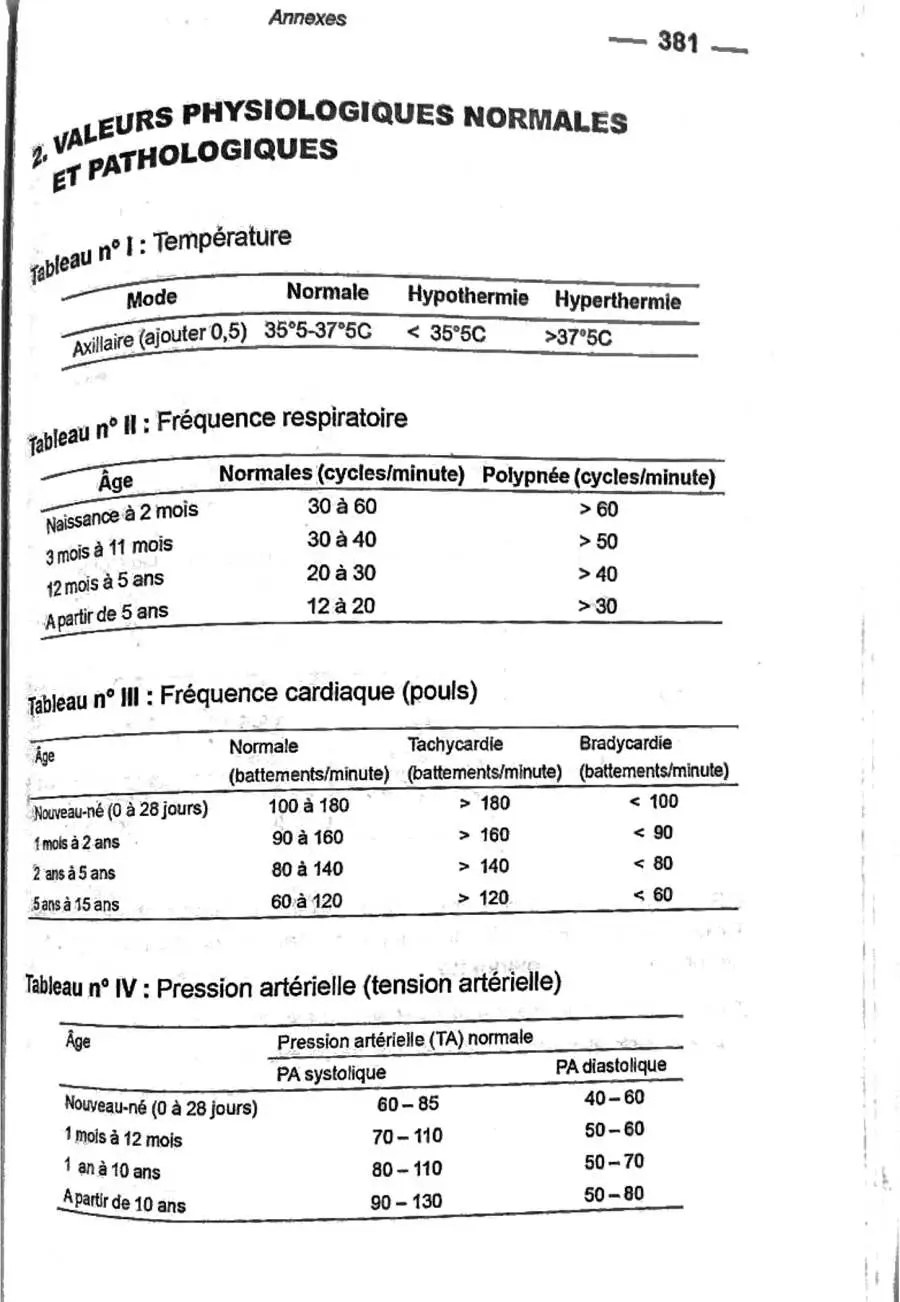 Annexes
— 381 —
2. VALEURS PHYSIOLOGIQUES NORMALES
ET PATHOLOGIQUES
Tableau n° I : Température
Mode Normale Hypothermie Hyperthermie
Axillaire (ajouter 0,5) 35°5-37°5C < 35°5C >37°5C
Tableau n° II : Fréquence respiratoire
Âge Normales (cycles/minute) Polypnée (cycles/minute)
Naissance à 2 mois 30 à 60 > 60
3 mois à 11 mois 30 à 40 > 50
12 mois à 5 ans 20 à 30 > 40
A partir de 5 ans 12 à 20 > 30
Tableau n° III : Fréquence cardiaque (pouls)
Âge Normale Tachycardie Bradycardie
(battements/minute) (battements/minute) (battements/minute)
Nouveau-né (0 à 28 jours) 100 à 180 > 180 < 100
1 mois à 2 ans 90 à 160 > 160 < 90
2 ans à 5 ans 80 à 140 > 140 < 80
5 ans à 15 ans 60 à 120 > 120 < 60
Tableau n° IV : Pression artérielle (tension artérielle)
Âge Pression artérielle (TA) normale
PA systolique PA diastolique
Nouveau-né (0 à 28 jours) 60 – 85 40 – 60
1 mois à 12 mois 70 – 110 50 – 60
1 an à 10 ans 80 – 110 50 – 70
A partir de 10 ans 90 – 130 50 – 80